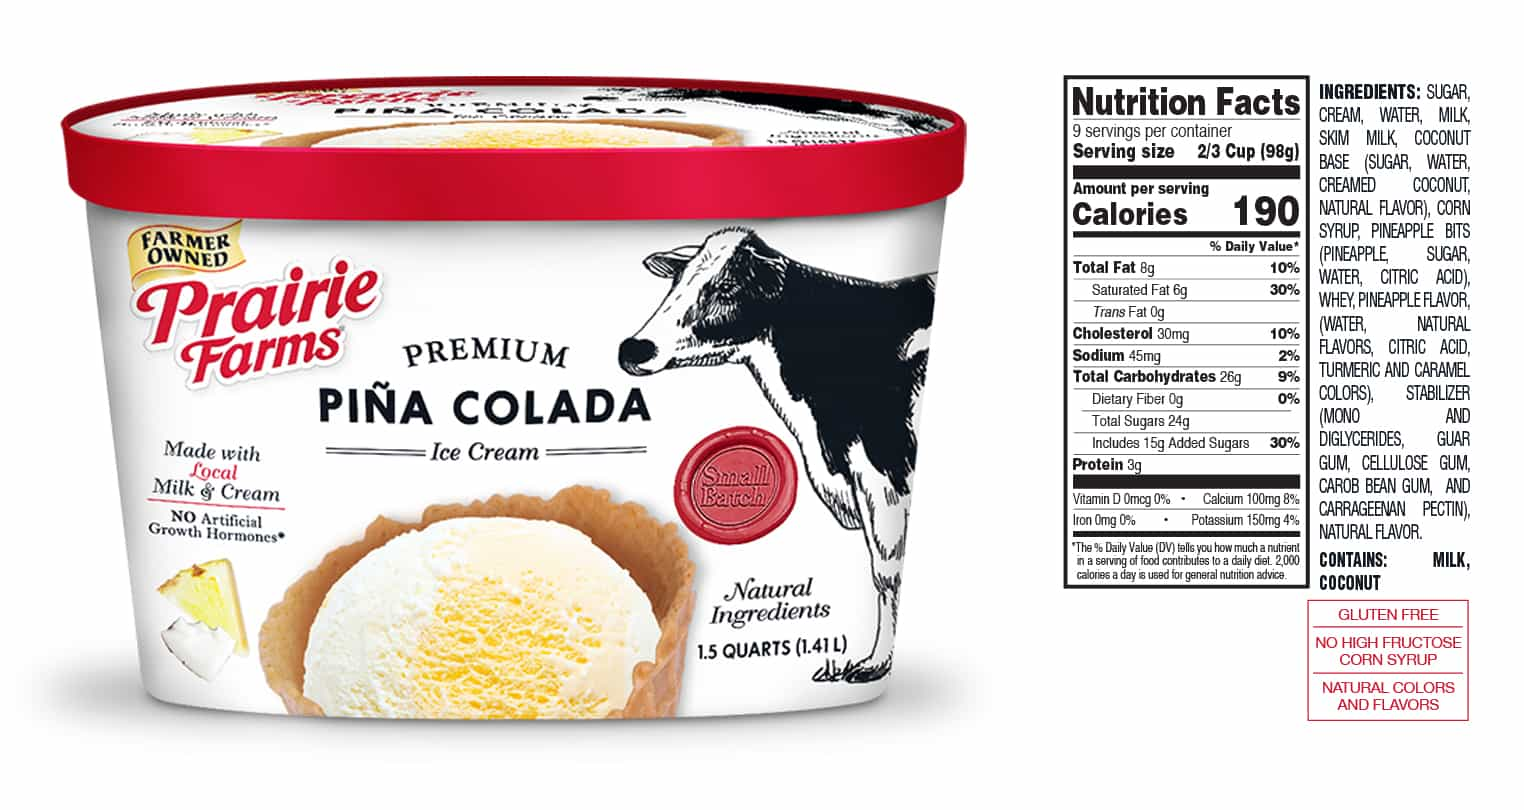 PIÑA COLADA
FARMER
OWNED
Prairie
Farms
PREMIUM
PIÑA COLADA
Ice Cream
Made with
Local
Milk & Cream
NO Artificial
Growth Hormones*
Small
Batch
Natural
Ingredients
1.5 QUARTS (1.41 L)
Nutrition Facts
9 servings per container
Serving size 2/3 Cup (98g)
Amount per serving
Calories 190
% Daily Value*
Total Fat 8g 10%
Saturated Fat 6g 30%
Trans Fat 0g
Cholesterol 30mg 10%
Sodium 45mg 2%
Total Carbohydrates 26g 9%
Dietary Fiber 0g 0%
Total Sugars 24g
Includes 15g Added Sugars 30%
Protein 3g
Vitamin D 0mcg 0% • Calcium 100mg 8%
Iron 0mg 0% • Potassium 150mg 4%
*The % Daily Value (DV) tells you how much a nutrient
in a serving of food contributes to a daily diet. 2,000
calories a day is used for general nutrition advice.
INGREDIENTS: SUGAR,
CREAM, WATER, MILK,
SKIM MILK, COCONUT
BASE (SUGAR, WATER,
CREAMED COCONUT,
NATURAL FLAVOR), CORN
SYRUP, PINEAPPLE BITS
(PINEAPPLE, SUGAR,
WATER, CITRIC ACID),
WHEY, PINEAPPLE FLAVOR,
(WATER, NATURAL
FLAVORS, CITRIC ACID,
TURMERIC AND CARAMEL
COLORS), STABILIZER
(MONO AND
DIGLYCERIDES, GUAR
GUM, CELLULOSE GUM,
CAROB BEAN GUM, AND
CARRAGEENAN PECTIN),
NATURAL FLAVOR.
CONTAINS: MILK,
COCONUT
GLUTEN FREE
NO HIGH FRUCTOSE
CORN SYRUP
NATURAL COLORS
AND FLAVORS